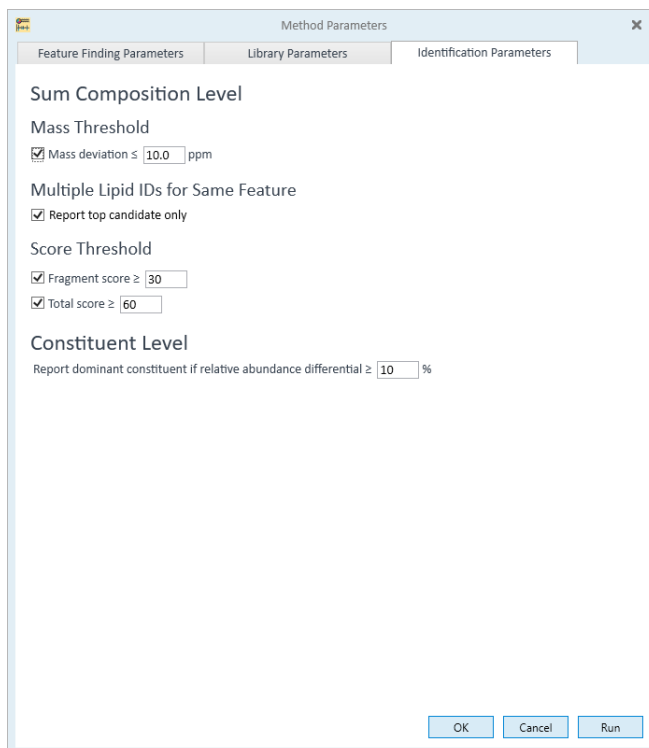 Method Parameters
Feature Finding Parameters Library Parameters Identification Parameters
Sum Composition Level
Mass Threshold
Mass deviation ≤ 10.0 ppm
Multiple Lipid IDs for Same Feature
Report top candidate only
Score Threshold
Fragment score ≥ 30
Total score ≥ 60
Constituent Level
Report dominant constituent if relative abundance differential ≥ 10 %
OK Cancel Run